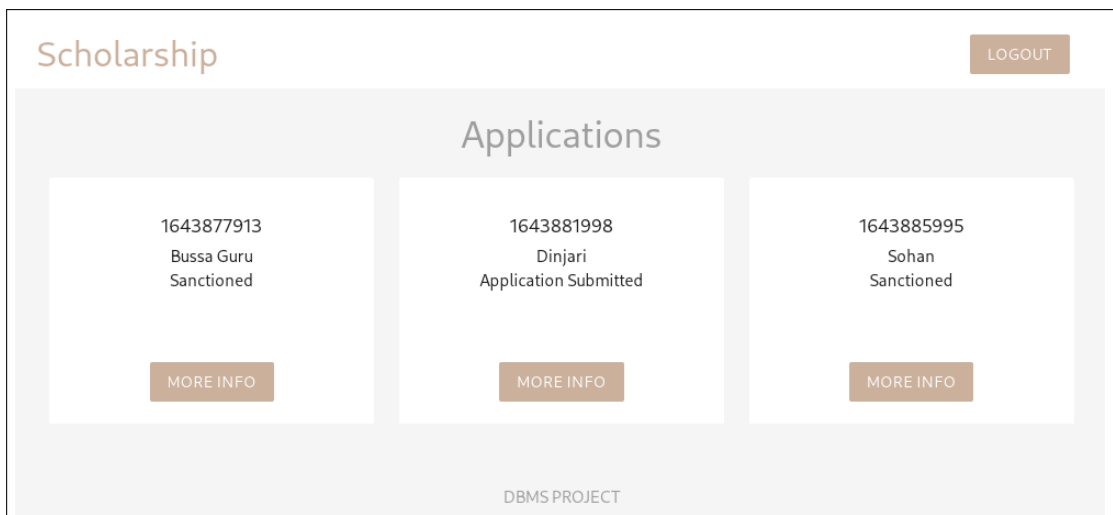 Scholarship
LOGOUT
Applications
1643877913
Bussa Guru
Sanctioned
MORE INFO
1643881998
Dinjari
Application Submitted
MORE INFO
1643885995
Sohan
Sanctioned
MORE INFO
DBMS PROJECT